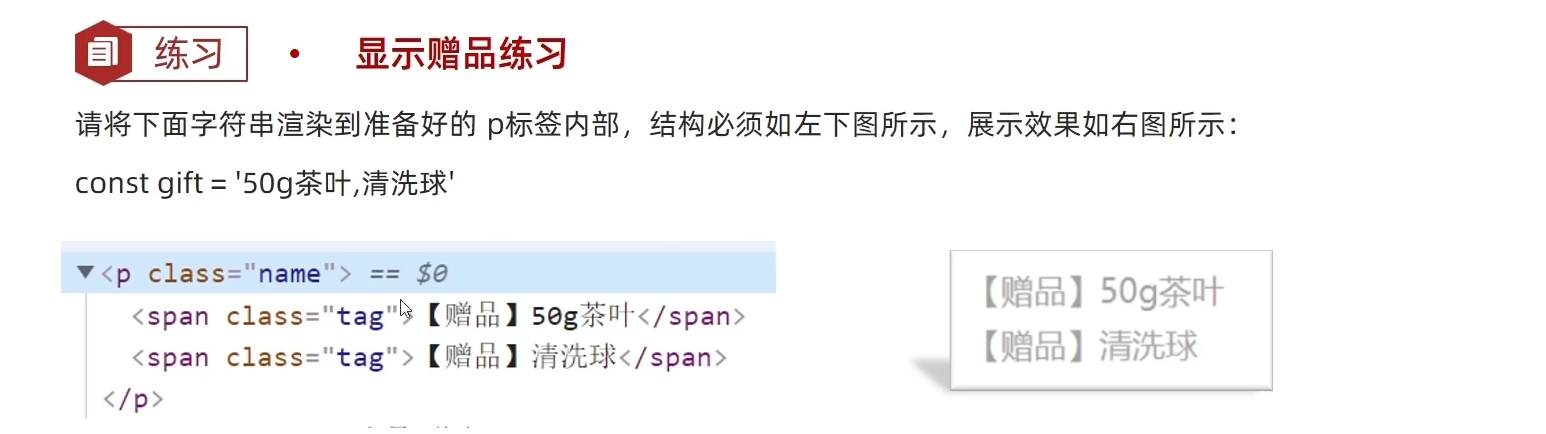 练习 • 显示赠品练习
请将下面字符串渲染到准备好的 p标签内部，结构必须如左下图所示，展示效果如右图所示：
const gift = '50g茶叶,清洗球'
▼<p class="name"> == $0
<span class="tag">【赠品】50g茶叶</span>
<span class="tag">【赠品】清洗球</span>
</p>
【赠品】50g茶叶
【赠品】清洗球